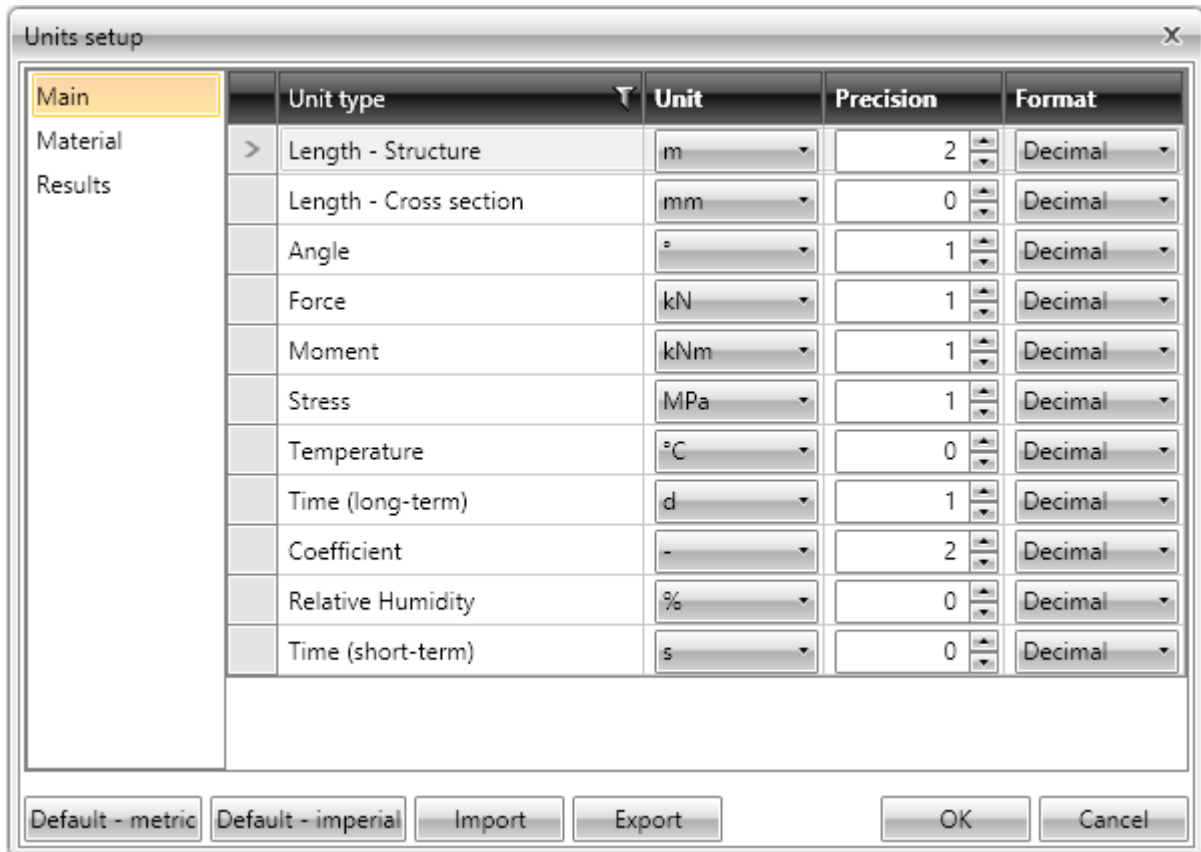 Units setup
Main
Material
Results
Unit type Unit Precision Format
Length - Structure m 2 Decimal
Length - Cross section mm 0 Decimal
Angle ° 1 Decimal
Force kN 1 Decimal
Moment kNm 1 Decimal
Stress MPa 1 Decimal
Temperature °C 0 Decimal
Time (long-term) d 1 Decimal
Coefficient - 2 Decimal
Relative Humidity % 0 Decimal
Time (short-term) s 0 Decimal
Default - metric Default - imperial Import Export OK Cancel